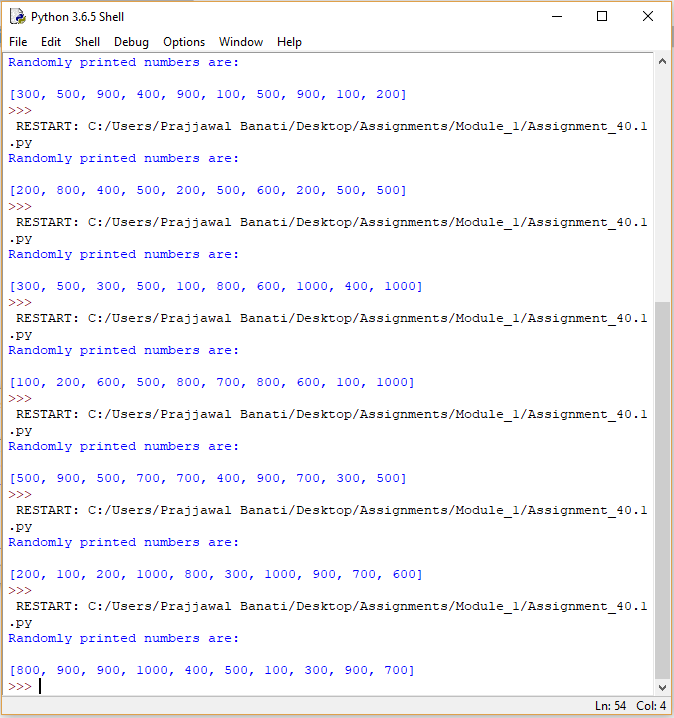 Python 3.6.5 Shell
File Edit Shell Debug Options Window Help
Randomly printed numbers are:
[300, 500, 900, 400, 900, 100, 500, 900, 100, 200]
>>>
RESTART: C:/Users/Prajjawal Banati/Desktop/Assignments/Module_1/Assignment_40.1
.py
Randomly printed numbers are:
[200, 800, 400, 500, 200, 500, 600, 200, 500, 500]
>>>
RESTART: C:/Users/Prajjawal Banati/Desktop/Assignments/Module_1/Assignment_40.1
.py
Randomly printed numbers are:
[300, 500, 300, 500, 100, 800, 600, 1000, 400, 1000]
>>>
RESTART: C:/Users/Prajjawal Banati/Desktop/Assignments/Module_1/Assignment_40.1
.py
Randomly printed numbers are:
[100, 200, 600, 500, 800, 700, 800, 600, 100, 1000]
>>>
RESTART: C:/Users/Prajjawal Banati/Desktop/Assignments/Module_1/Assignment_40.1
.py
Randomly printed numbers are:
[500, 900, 500, 700, 700, 400, 900, 700, 300, 500]
>>>
RESTART: C:/Users/Prajjawal Banati/Desktop/Assignments/Module_1/Assignment_40.1
.py
Randomly printed numbers are:
[200, 100, 200, 1000, 800, 300, 1000, 900, 700, 600]
>>>
RESTART: C:/Users/Prajjawal Banati/Desktop/Assignments/Module_1/Assignment_40.1
.py
Randomly printed numbers are:
[800, 900, 900, 1000, 400, 500, 100, 300, 900, 700]
>>>
Ln: 54 Col: 4